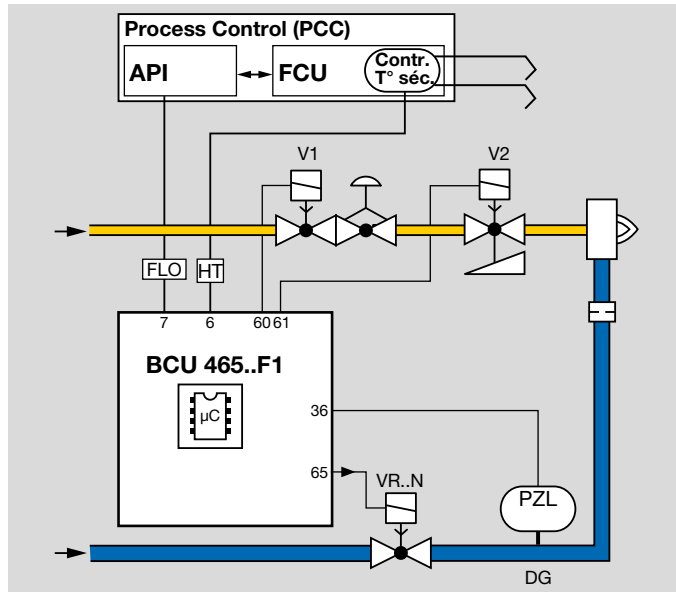 Process Control (PCC)
API
FCU
Contr.
T° séc.
V1
V2
FLO
HT
7
6
60
61
BCU 465..F1
µC
36
65
VR..N
PZL
DG